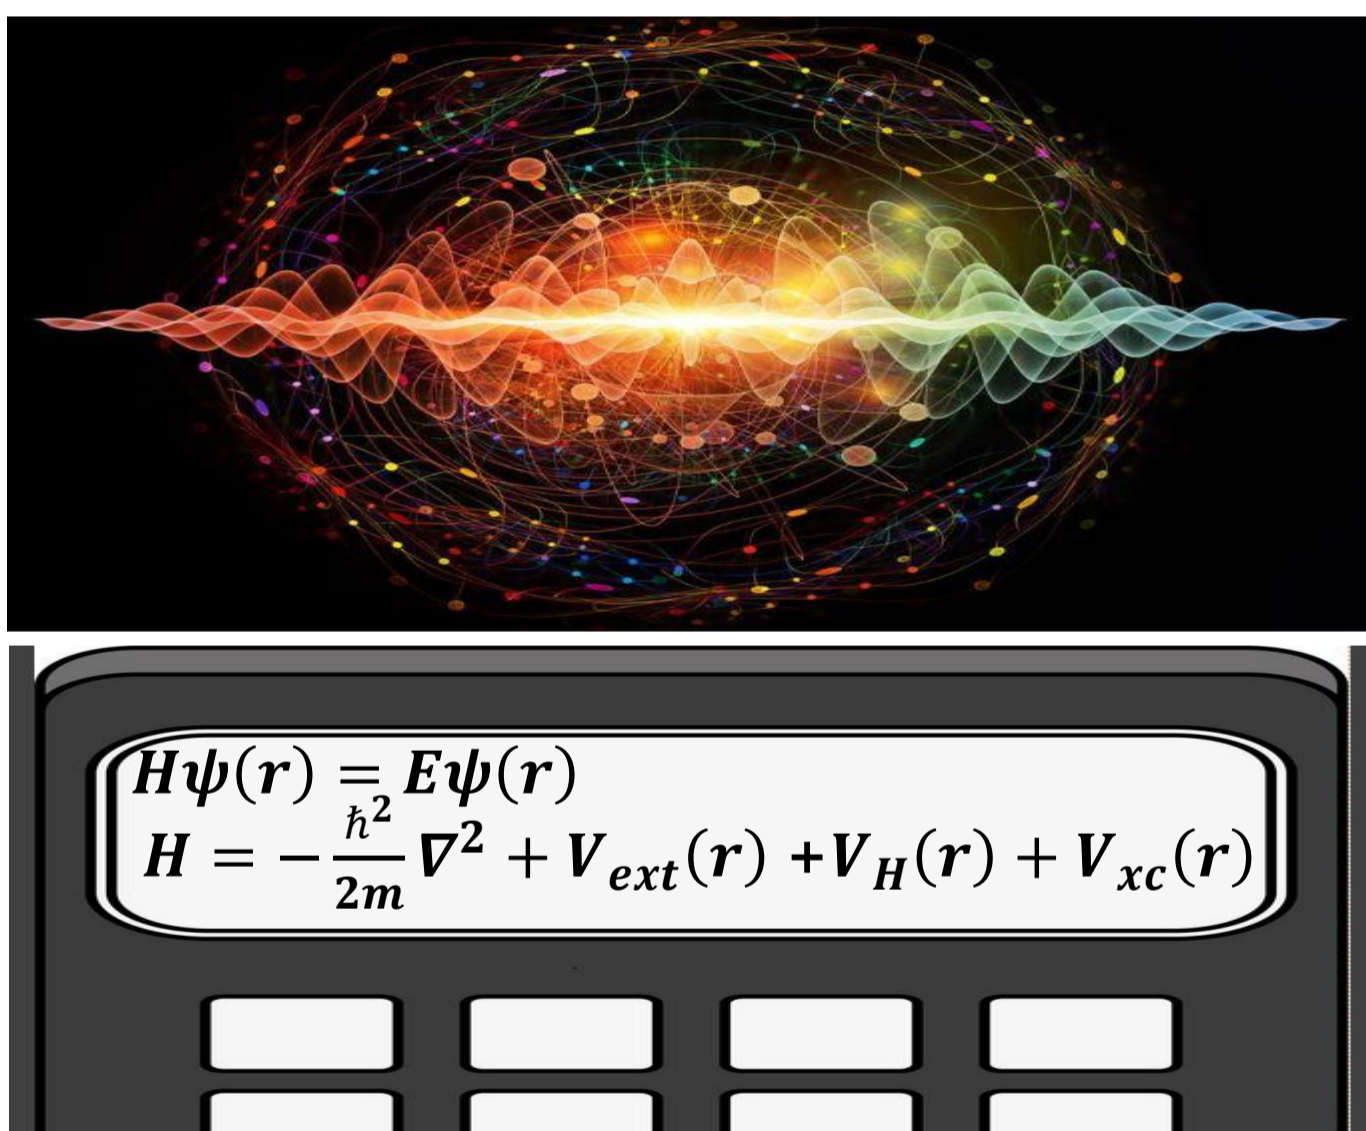 Hψ(r) = Eψ(r)
H = −ℏ²/2m ∇² + V_ext(r) +V_H(r) + V_xc(r)